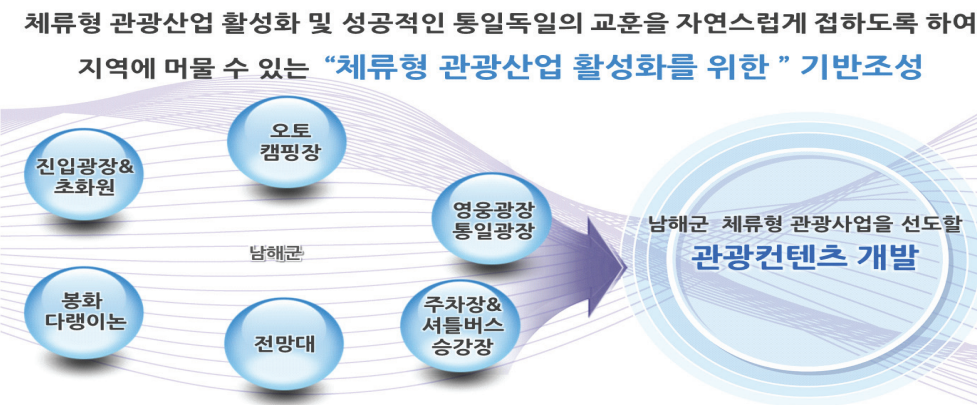 체류형 관광산업 활성화 및 성공적인 통일독일의 교훈을 자연스럽게 접하도록 하여
지역에 머물 수 있는 “체류형 관광산업 활성화를 위한 ” 기반조성
오토
캠핑장
진입광장&
초화원
영웅광장
통일광장
남해군
봉화
다랭이논
전망대
주차장&
셔틀버스
승강장
남해군 체류형 관광사업을 선도할
관광컨텐츠 개발